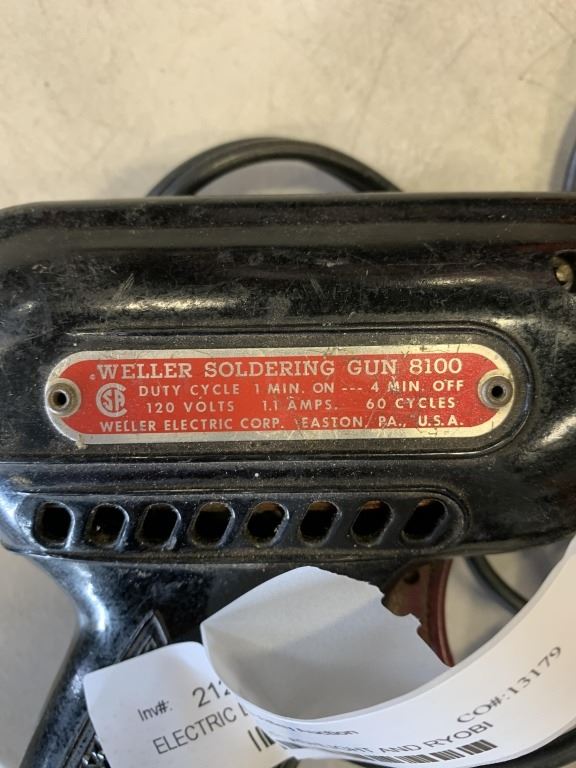 WELLER SOLDERING GUN 8100
SA DUTY CYCLE 1 MIN. ON --- 4 MIN. OFF
120 VOLTS 1.1 AMPS. 60 CYCLES
WELLER ELECTRIC CORP. EASTON, PA., U.S.A.
Inv#:
ELECTRIC
CO#:13179
AND RYOBI